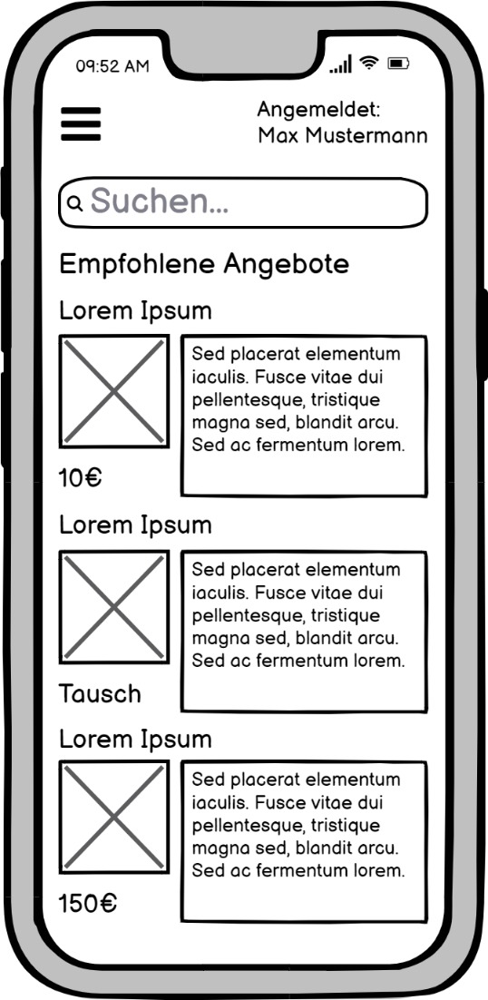 09:52 AM
Angemeldet:
Max Mustermann
Suchen...
Empfohlene Angebote
Lorem Ipsum
Sed placerat elementum
iaculis. Fusce vitae dui
pellentesque, tristique
magna sed, blandit arcu.
Sed ac fermentum lorem.
10€
Lorem Ipsum
Sed placerat elementum
iaculis. Fusce vitae dui
pellentesque, tristique
magna sed, blandit arcu.
Sed ac fermentum lorem.
Tausch
Lorem Ipsum
Sed placerat elementum
iaculis. Fusce vitae dui
pellentesque, tristique
magna sed, blandit arcu.
Sed ac fermentum lorem.
150€